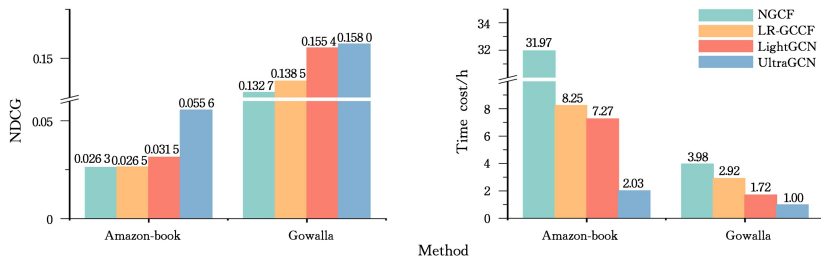 NDCG
0.15
0.05
0
0.026 3
0.026 5
0.031 5
0.055 6
0.132 7
0.138 5
0.155 4
0.158 0
Amazon-book
Gowalla
Time cost/h
34
32
8
6
4
2
0
31.97
8.25
7.27
2.03
3.98
2.92
1.72
1.00
Amazon-book
Gowalla
NGCF
LR-GCCF
LightGCN
UltraGCN
Method